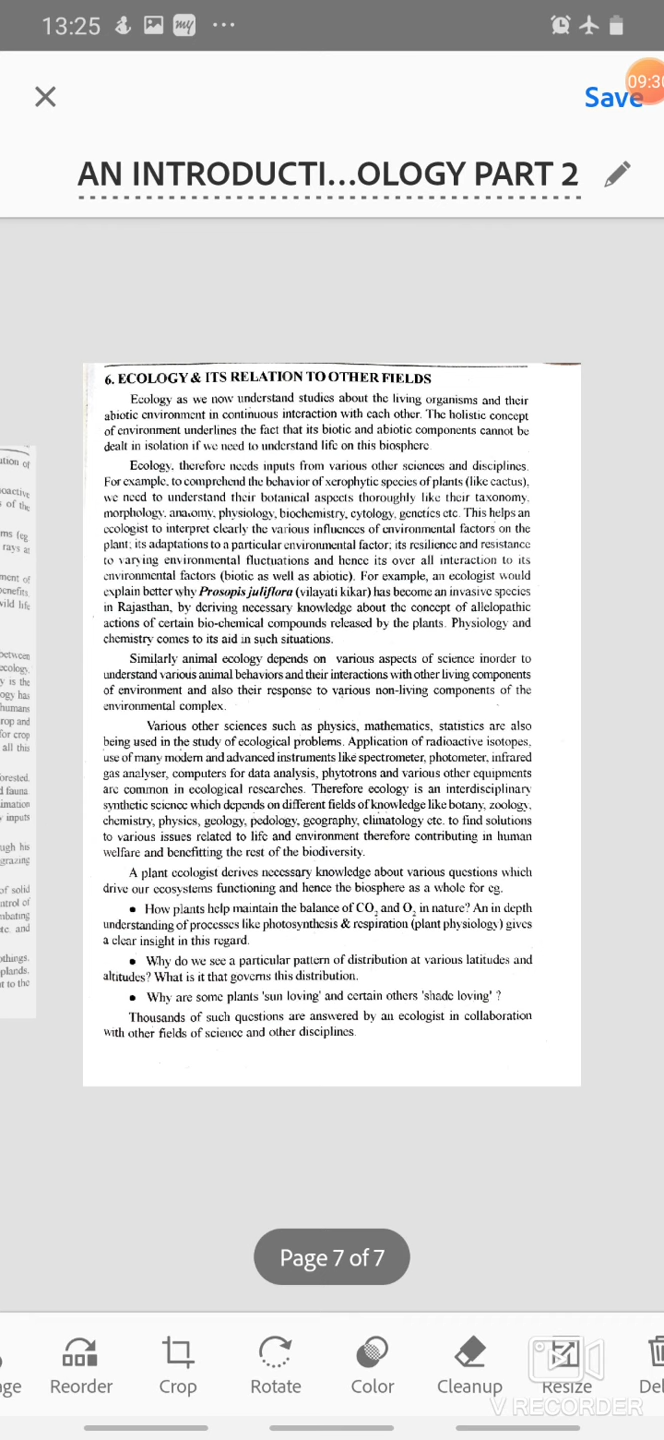 13:25
my
09:30
Save
AN INTRODUCTI...OLOGY PART 2
6. ECOLOGY & ITS RELATION TO OTHER FIELDS
Ecology as we now understand studies about the living organisms and their
abiotic environment in continuous interaction with each other. The holistic concept
of environment underlines the fact that its biotic and abiotic components cannot be
dealt in isolation if we need to understand life on this biosphere.
Ecology, therefore needs inputs from various other sciences and disciplines.
For example, to comprehend the behavior of xerophytic species of plants (like cactus),
we need to understand their botanical aspects thoroughly like their taxonomy,
morphology, anatomy, physiology, biochemistry, cytology, genetics etc. This helps an
ecologist to interpret clearly the various influences of environmental factors on the
plant; its adaptations to a particular environmental factor; its resilience and resistance
to varying environmental fluctuations and hence its over all interaction to its
environmental factors (biotic as well as abiotic). For example, an ecologist would
explain better why Prosopis juliflora (vilayati kikar) has become an invasive species
in Rajasthan, by deriving necessary knowledge about the concept of allelopathic
actions of certain bio-chemical compounds released by the plants. Physiology and
chemistry comes to its aid in such situations.
Similarly animal ecology depends on various aspects of science inorder to
understand various animal behaviors and their interactions with other living components
of environment and also their response to various non-living components of the
environmental complex.
Various other sciences such as physics, mathematics, statistics are also
being used in the study of ecological problems. Application of radioactive isotopes,
use of many modern and advanced instruments like spectrometer, photometer, infrared
gas analyser, computers for data analysis, phytotrons and various other equipments
are common in ecological researches. Therefore ecology is an interdisciplinary
synthetic science which depends on different fields of knowledge like botany, zoology,
chemistry, physics, geology, pedology, geography, climatology etc. to find solutions
to various issues related to life and environment therefore contributing in human
welfare and benefitting the rest of the biodiversity.
A plant ecologist derives necessary knowledge about various questions which
drive our ecosystems functioning and hence the biosphere as a whole for eg.
• How plants help maintain the balance of CO₂ and O₂ in nature? An in depth
understanding of processes like photosynthesis & respiration (plant physiology) gives
a clear insight in this regard.
• Why do we see a particular pattern of distribution at various latitudes and
altitudes? What is it that governs this distribution.
• Why are some plants 'sun loving' and certain others 'shade loving' ?
Thousands of such questions are answered by an ecologist in collaboration
with other fields of science and other disciplines.
Page 7 of 7
Reorder
Crop
Rotate
Color
Cleanup
Resize
V RECORDER